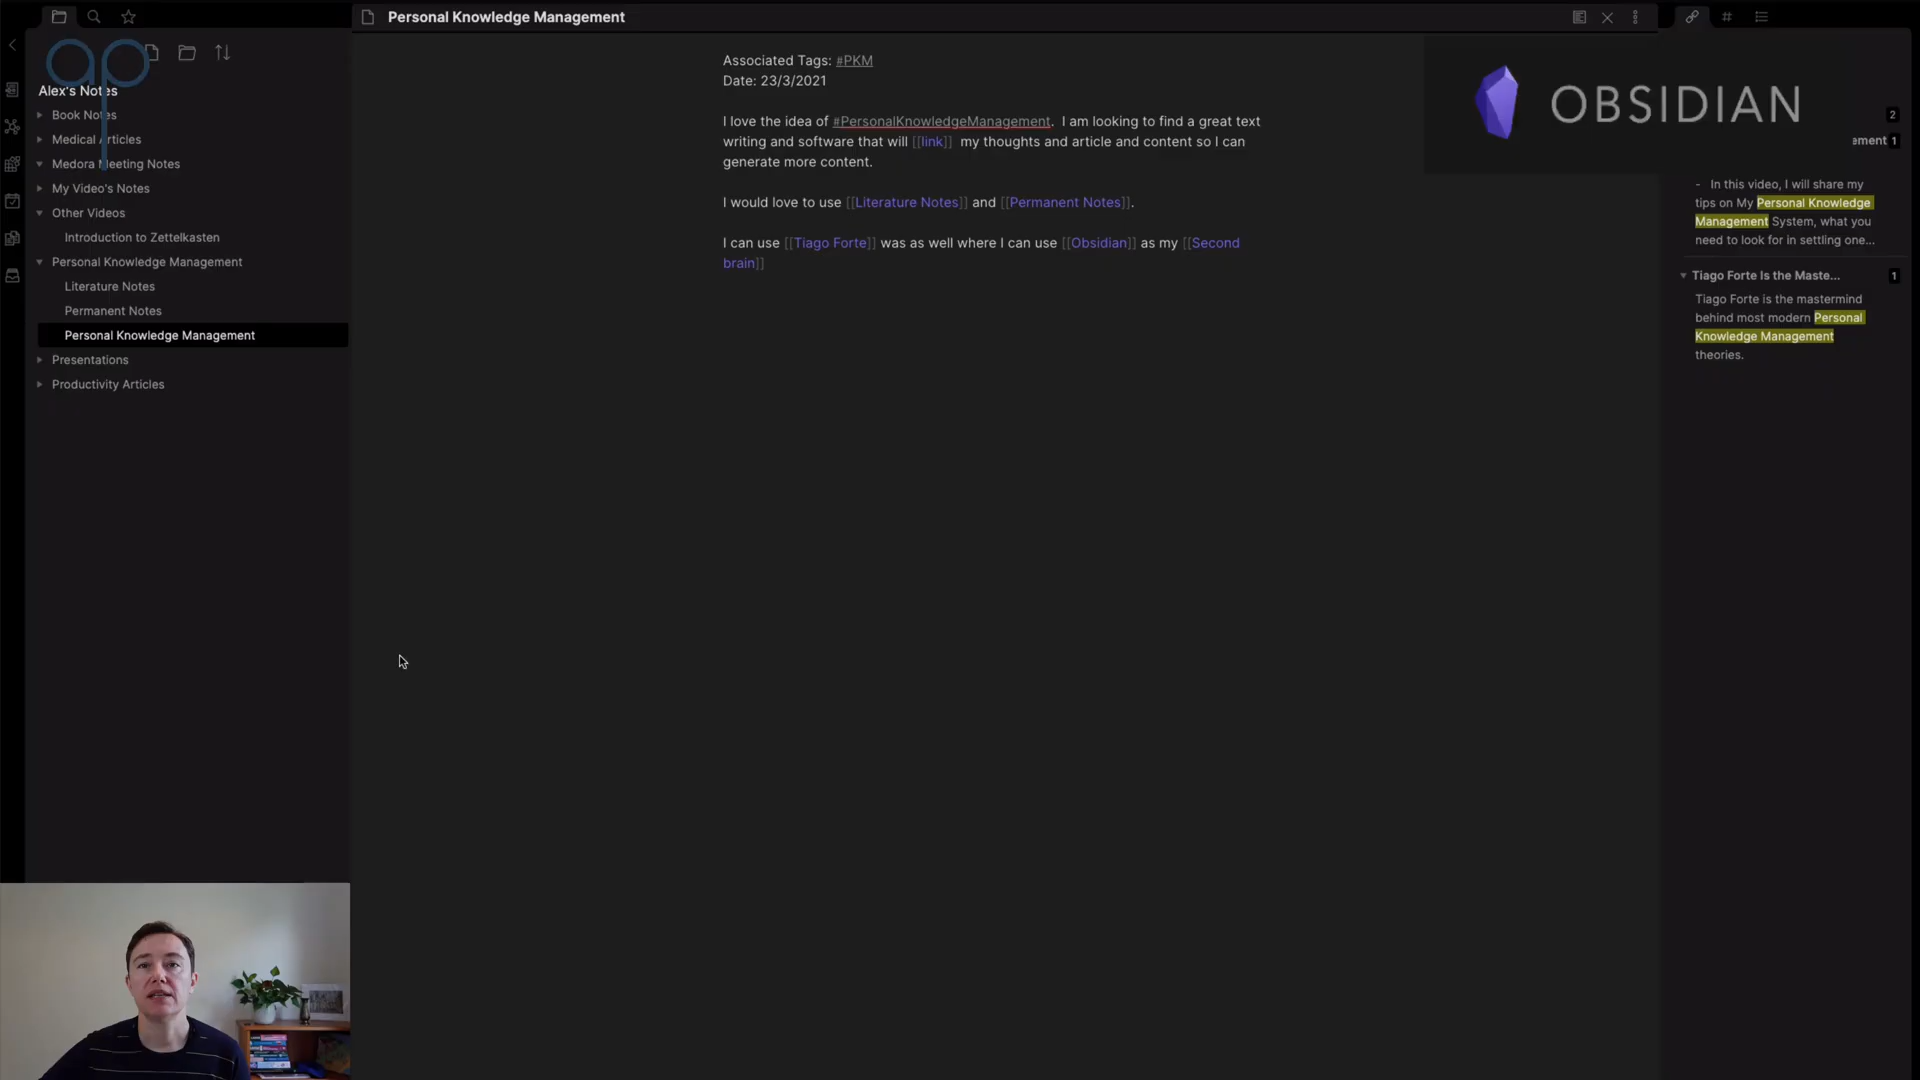 Personal Knowledge Management
ap
Alex's Notes
Book Notes
Medical Articles
Medora Meeting Notes
My Video's Notes
Other Videos
Introduction to Zettelkasten
Personal Knowledge Management
Literature Notes
Permanent Notes
Personal Knowledge Management
Presentations
Productivity Articles
Associated Tags: #PKM
Date: 23/3/2021
I love the idea of #PersonalKnowledgeManagement. I am looking to find a great text
writing and software that will [[link]] my thoughts and article and content so I can
generate more content.
I would love to use [[Literature Notes]] and [[Permanent Notes]].
I can use [[Tiago Forte]] was as well where I can use [[Obsidian]] as my [[Second
brain]]
OBSIDIAN
2
ement 1
- In this video, I will share my
tips on My Personal Knowledge
Management System, what you
need to look for in settling one...
Tiago Forte Is the Maste... 1
Tiago Forte is the mastermind
behind most modern Personal
Knowledge Management
theories.